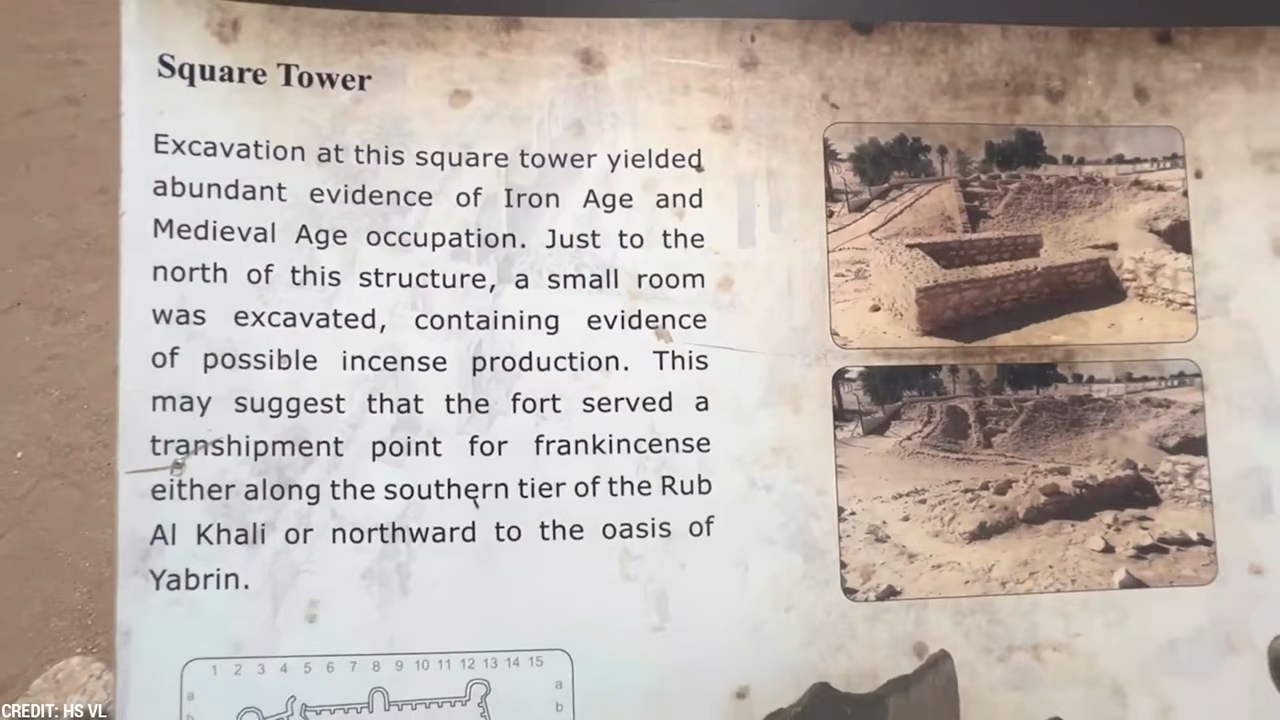 Square Tower
Excavation at this square tower yielded
abundant evidence of Iron Age and
Medieval Age occupation. Just to the
north of this structure, a small room
was excavated, containing evidence
of possible incense production. This
may suggest that the fort served a
transhipment point for frankincense
either along the southern tier of the Rub
Al Khali or northward to the oasis of
Yabrin.
1 2 3 4 5 6 7 8 9 10 11 12 13 14 15
a a
b b
CREDIT: HS VL